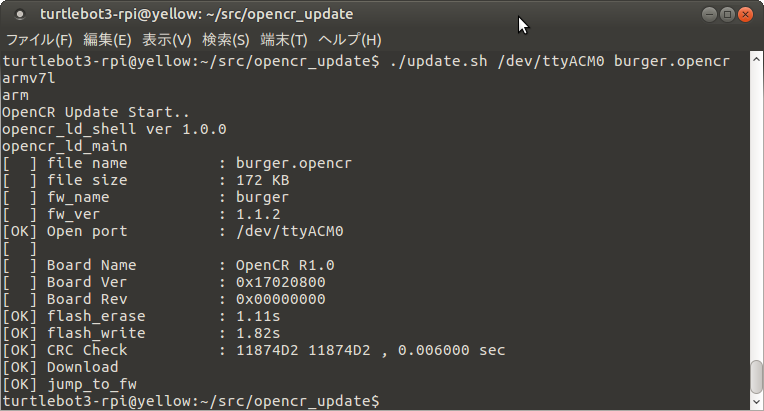 turtlebot3-rpi@yellow: ~/src/opencr_update
ファイル(F) 編集(E) 表示(V) 検索(S) 端末(T) ヘルプ(H)
turtlebot3-rpi@yellow:~/src/opencr_update$ ./update.sh /dev/ttyACM0 burger.opencr
armv7l
arm
OpenCR Update Start..
opencr_ld_shell ver 1.0.0
opencr_ld_main
[  ] file name          : burger.opencr
[  ] file size          : 172 KB
[  ] fw_name            : burger
[  ] fw_ver             : 1.1.2
[OK] Open port          : /dev/ttyACM0
[  ]
[  ] Board Name         : OpenCR R1.0
[  ] Board Ver          : 0x17020800
[  ] Board Rev          : 0x00000000
[OK] flash_erase        : 1.11s
[OK] flash_write        : 1.82s
[OK] CRC Check          : 11874D2 11874D2 , 0.006000 sec
[OK] Download
[OK] jump_to_fw
turtlebot3-rpi@yellow:~/src/opencr_update$